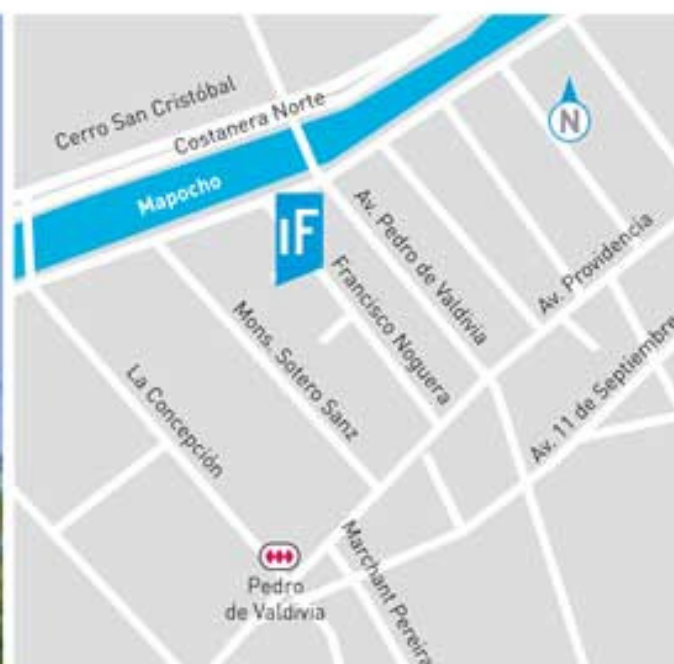 Cerro San Cristóbal
Costanera Norte
N
Mapocho
IF
Av. Pedro de Valdivia
Av. Providencia
Francisco Noguera
Mons. Sotero Sanz
Av. 11 de Septiembre
La Concepción
Marchant Pereira
Pedro
de Valdivia